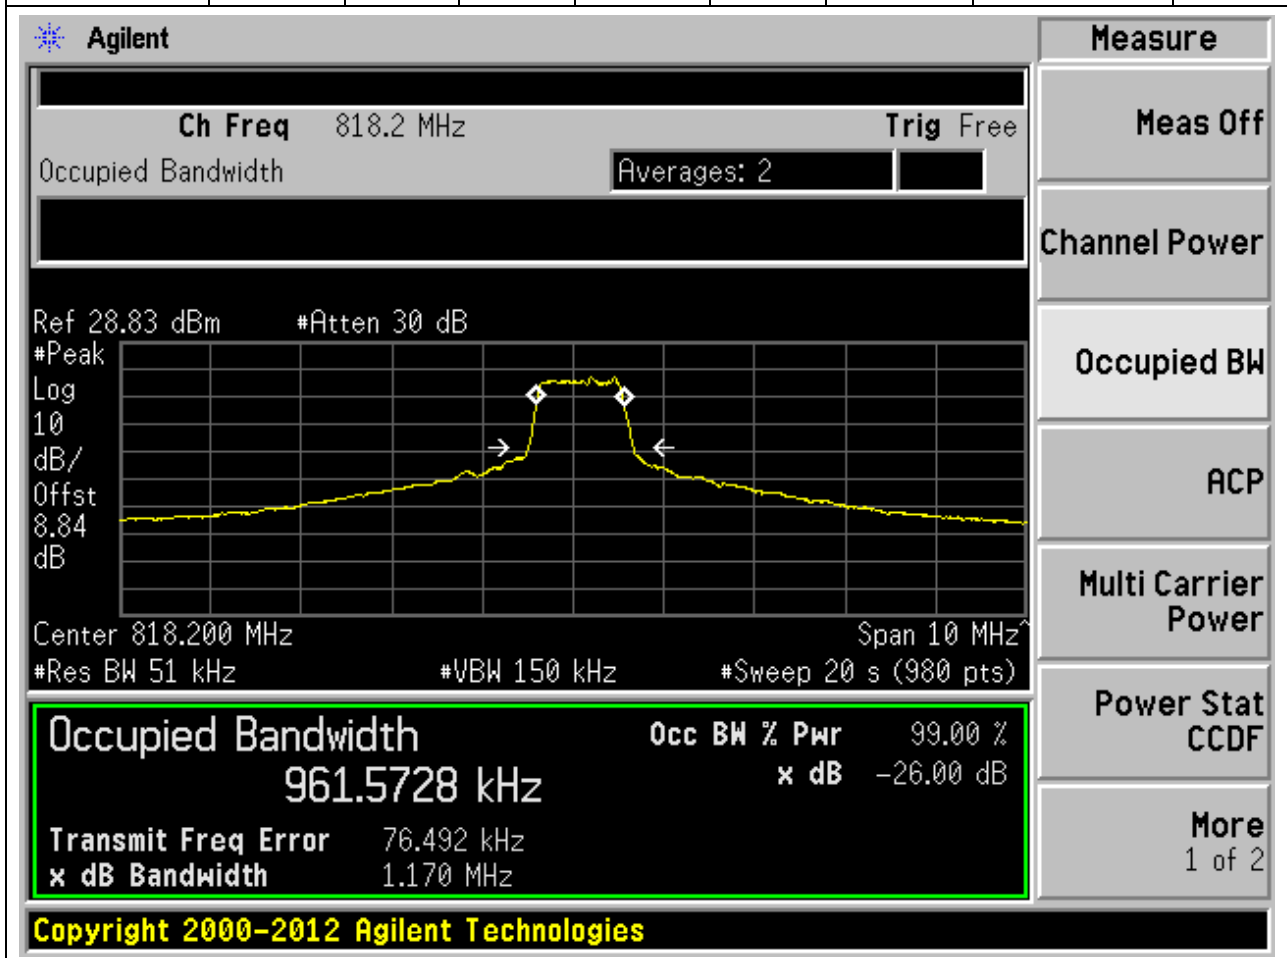 Agilent
Measure
Ch Freq 818.2 MHz Trig Free
Occupied Bandwidth Averages: 2
Ref 28.83 dBm #Atten 30 dB
#Peak
Log
10
dB/
Offst
8.84
dB
Center 818.200 MHz Span 10 MHz^
#Res BW 51 kHz #VBW 150 kHz #Sweep 20 s (980 pts)
Occupied Bandwidth Occ BW % Pwr 99.00 %
961.5728 kHz x dB -26.00 dB
Transmit Freq Error 76.492 kHz
x dB Bandwidth 1.170 MHz
Meas Off
Channel Power
Occupied BW
ACP
Multi Carrier
Power
Power Stat
CCDF
More
1 of 2
Copyright 2000-2012 Agilent Technologies